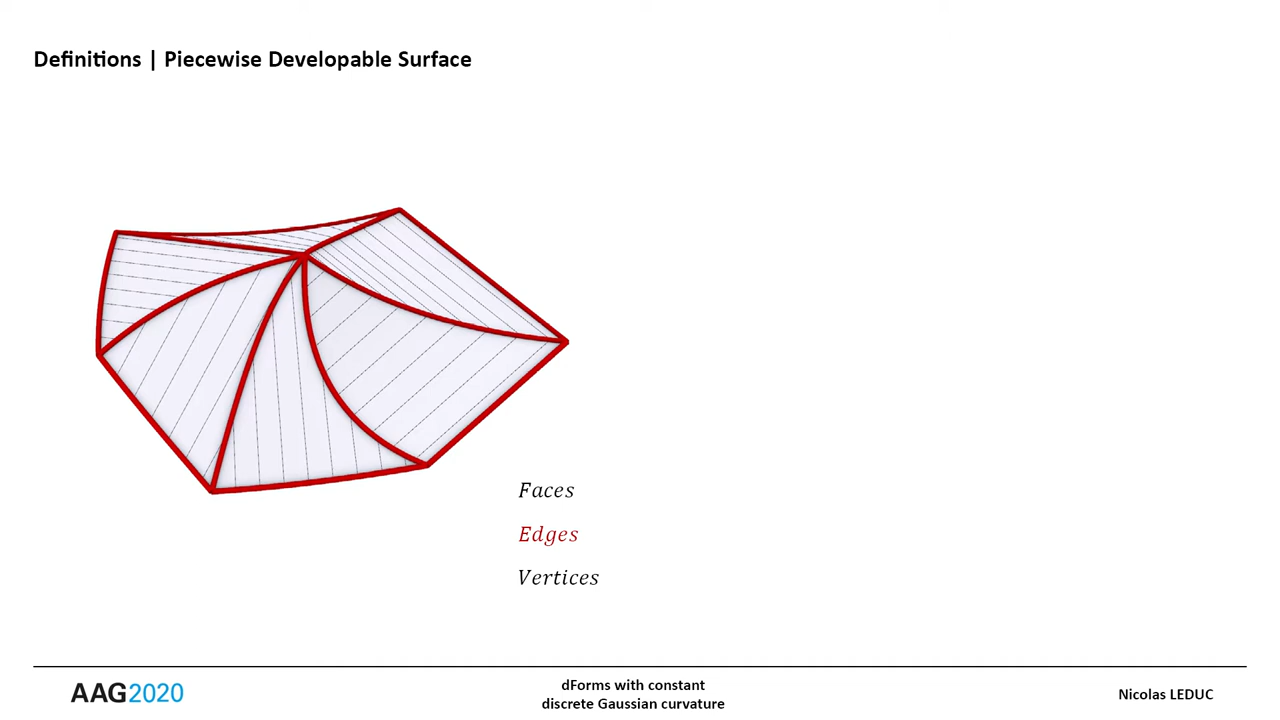 Definitions | Piecewise Developable Surface
Faces
Edges
Vertices
AAG2020
dForms with constant
discrete Gaussian curvature
Nicolas LEDUC